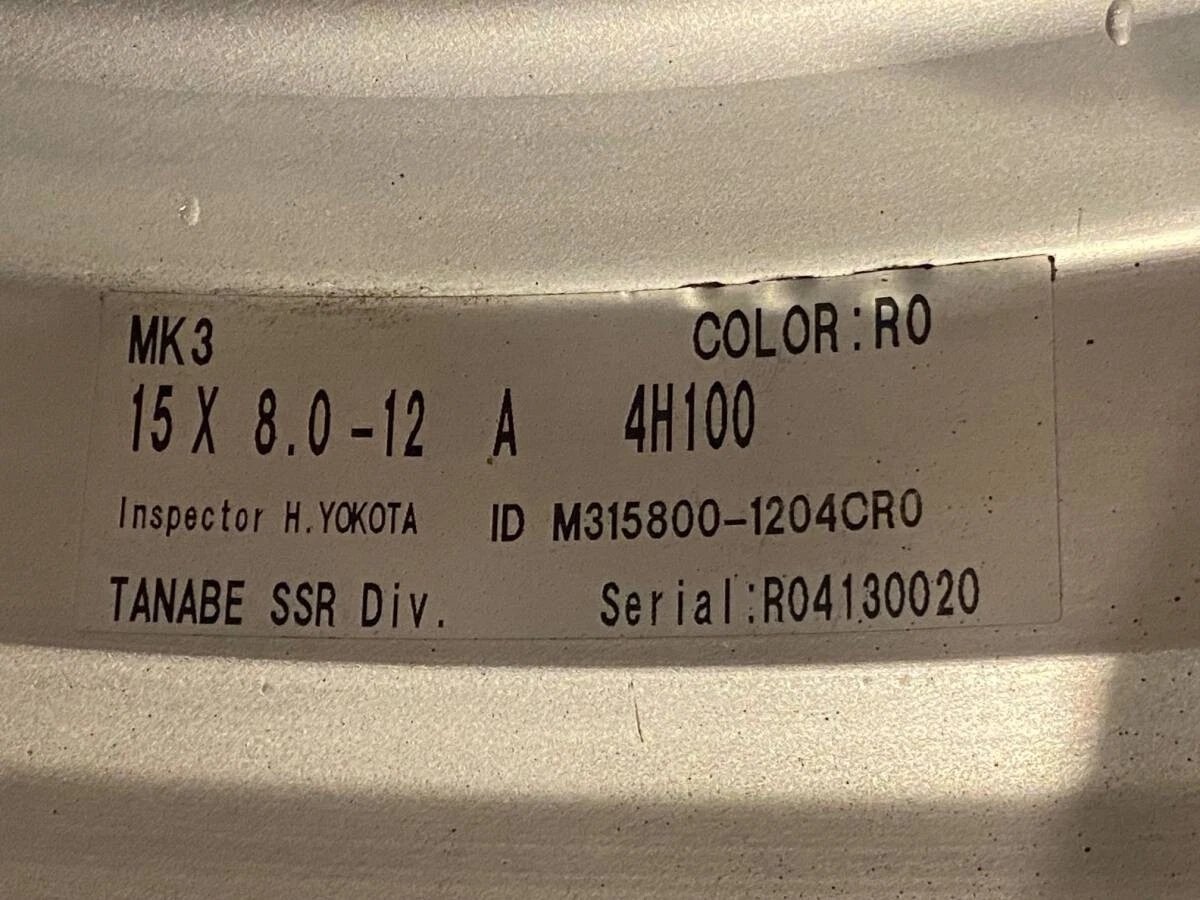 MK3 COLOR:R0
15 X 8.0-12 A 4H100
Inspector H.YOKOTA ID M315800-1204CR0
TANABE SSR Div. Serial:R04130020